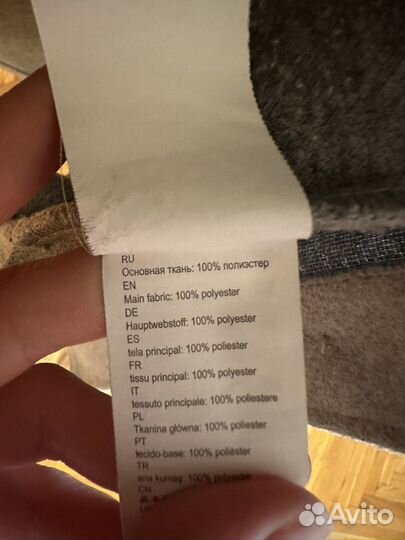 RU
Основная ткань: 100% полиэстер
EN
Main fabric: 100% polyester
DE
Hauptwebstoff: 100% polyester
ES
tela principal: 100% poliester
FR
tissu principal: 100% polyester
IT
tessuto principale: 100% poliestere
PL
Tkanina główna: 100% poliester
PT
tecido-base: 100% poliéster
TR
ana kumaş: 100% polyester
CN
Avito